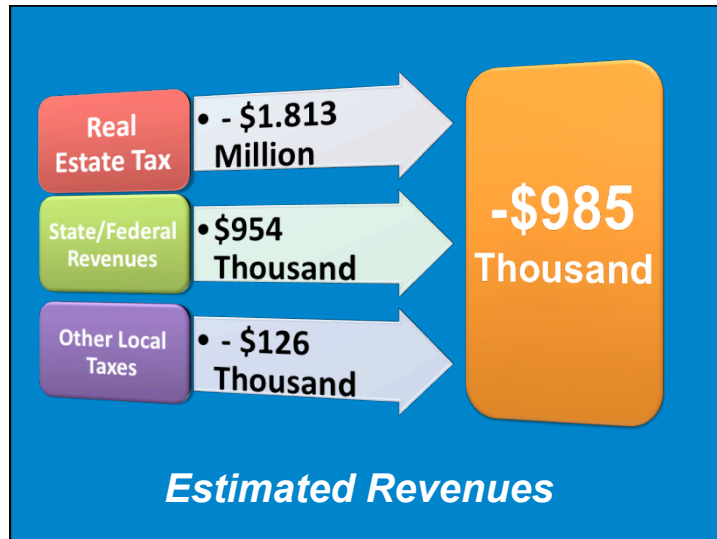 Real
Estate Tax
• - $1.813
Million
State/Federal
Revenues
• $954
Thousand
Other Local
Taxes
• - $126
Thousand
-$985
Thousand
Estimated Revenues